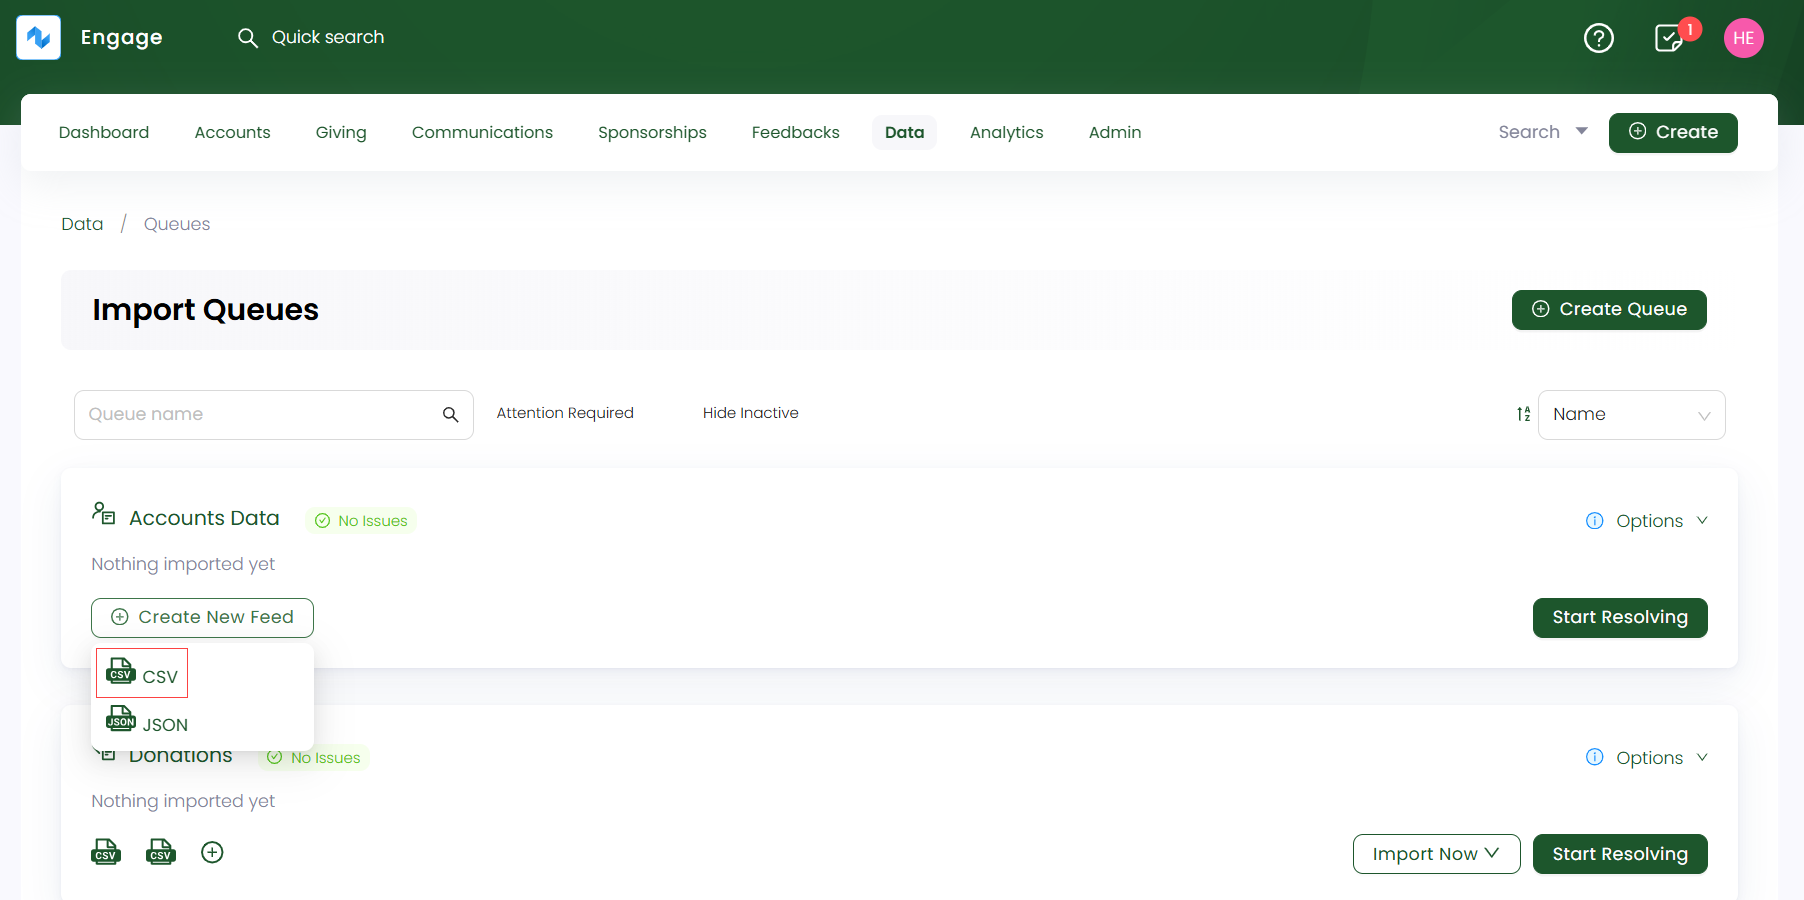 Engage
Quick search
1
HE
Dashboard Accounts Giving Communications Sponsorships Feedbacks Data Analytics Admin Search Create
Data / Queues
Import Queues
Create Queue
Queue name
Attention Required
Hide Inactive
Name
Accounts Data
No Issues
Options
Nothing imported yet
Create New Feed
Start Resolving
CSV CSV
JSON JSON
Donations
No Issues
Options
Nothing imported yet
CSV CSV
Import Now
Start Resolving